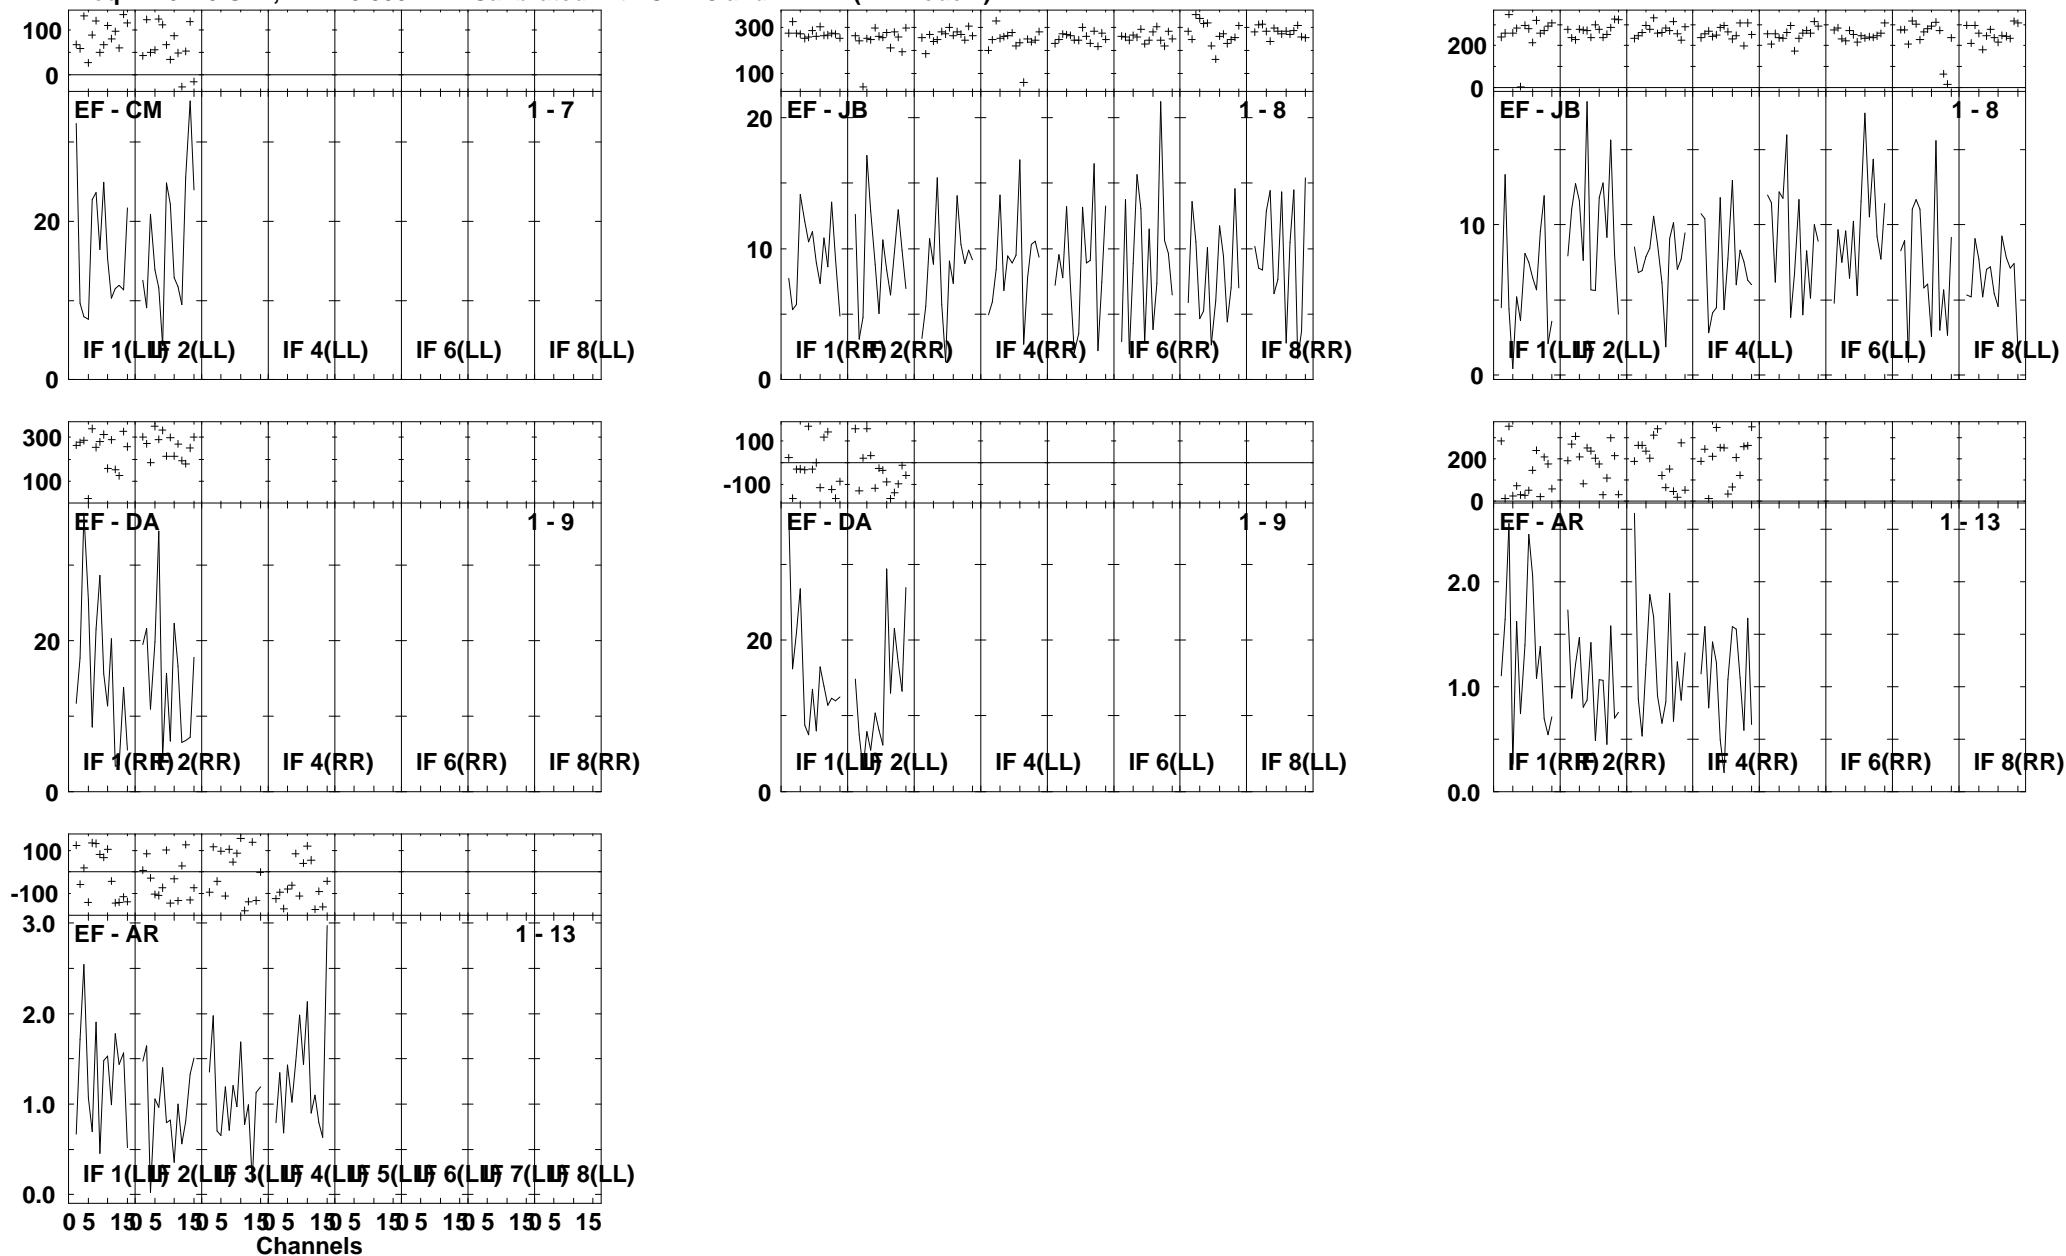 100
0
EF - CM 1 - 7
20
0
IF 1(LL) IF 2(LL) IF 4(LL) IF 6(LL) IF 8(LL)
300
100
EF - JB 1 - 8
20
10
0
IF 1(RR) IF 2(RR) IF 4(RR) IF 6(RR) IF 8(RR)
200
0
EF - JB 1 - 8
10
0
IF 1(LL) IF 2(LL) IF 4(LL) IF 6(LL) IF 8(LL)
300
100
EF - DA 1 - 9
20
0
IF 1(RR) IF 2(RR) IF 4(RR) IF 6(RR) IF 8(RR)
100
-100
EF - DA 1 - 9
20
0
IF 1(LL) IF 2(LL) IF 4(LL) IF 6(LL) IF 8(LL)
200
0
EF - AR 1 - 13
2.0
1.0
0.0
IF 1(RR) IF 2(RR) IF 4(RR) IF 6(RR) IF 8(RR)
100
-100
3.0
EF - AR 1 - 13
2.0
1.0
0.0
IF 1(LL) IF 2(LL) IF 3(LL) IF 4(LL) IF 5(LL) IF 6(LL) IF 7(LL) IF 8(LL)
0 5 15 0 5 15 0 5 15 0 5 15 0 5 15 0 5 15 0 5 15 0 5 15
Channels